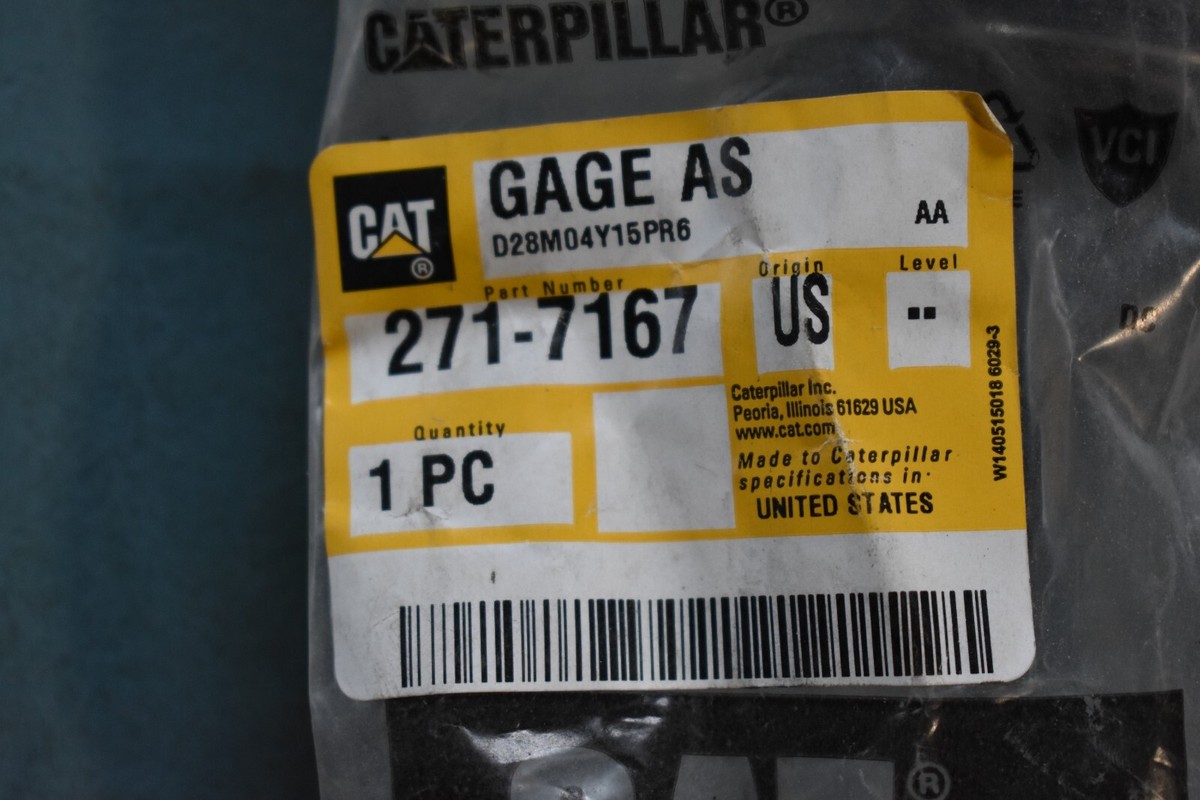 CATERPILLAR®
VCI
CAT®
GAGE AS
D28M04Y15PR6
AA
Part Number
271-7167
Origin
US
Level
--
Quantity
1 PC
Caterpillar Inc.
Peoria, Illinois 61629 USA
www.cat.com
Made to Caterpillar
specifications in:
UNITED STATES
W140515018 6029-3
®